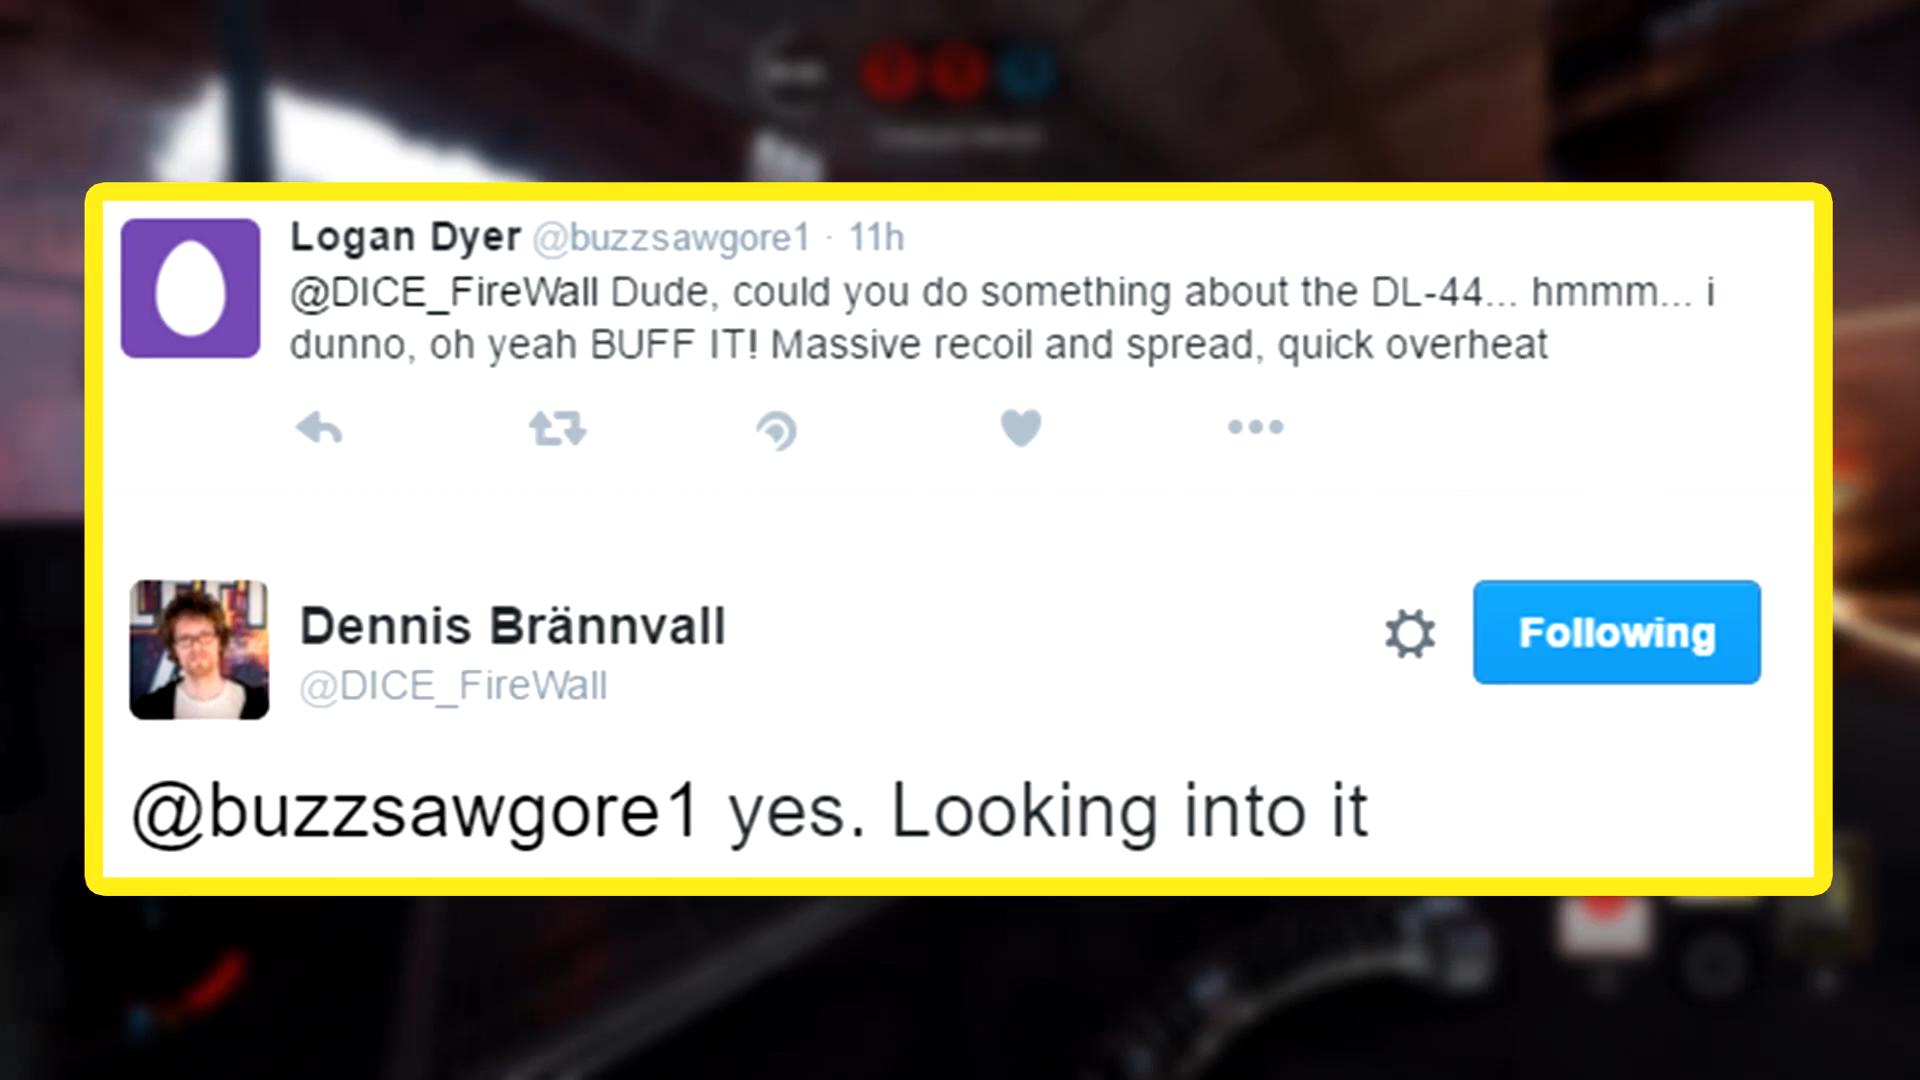 Logan Dyer @buzzsawgore1 · 11h
@DICE_FireWall Dude, could you do something about the DL-44... hmmm... i
dunno, oh yeah BUFF IT! Massive recoil and spread, quick overheat
Dennis Brännvall
Following
@DICE_FireWall
@buzzsawgore1 yes. Looking into it